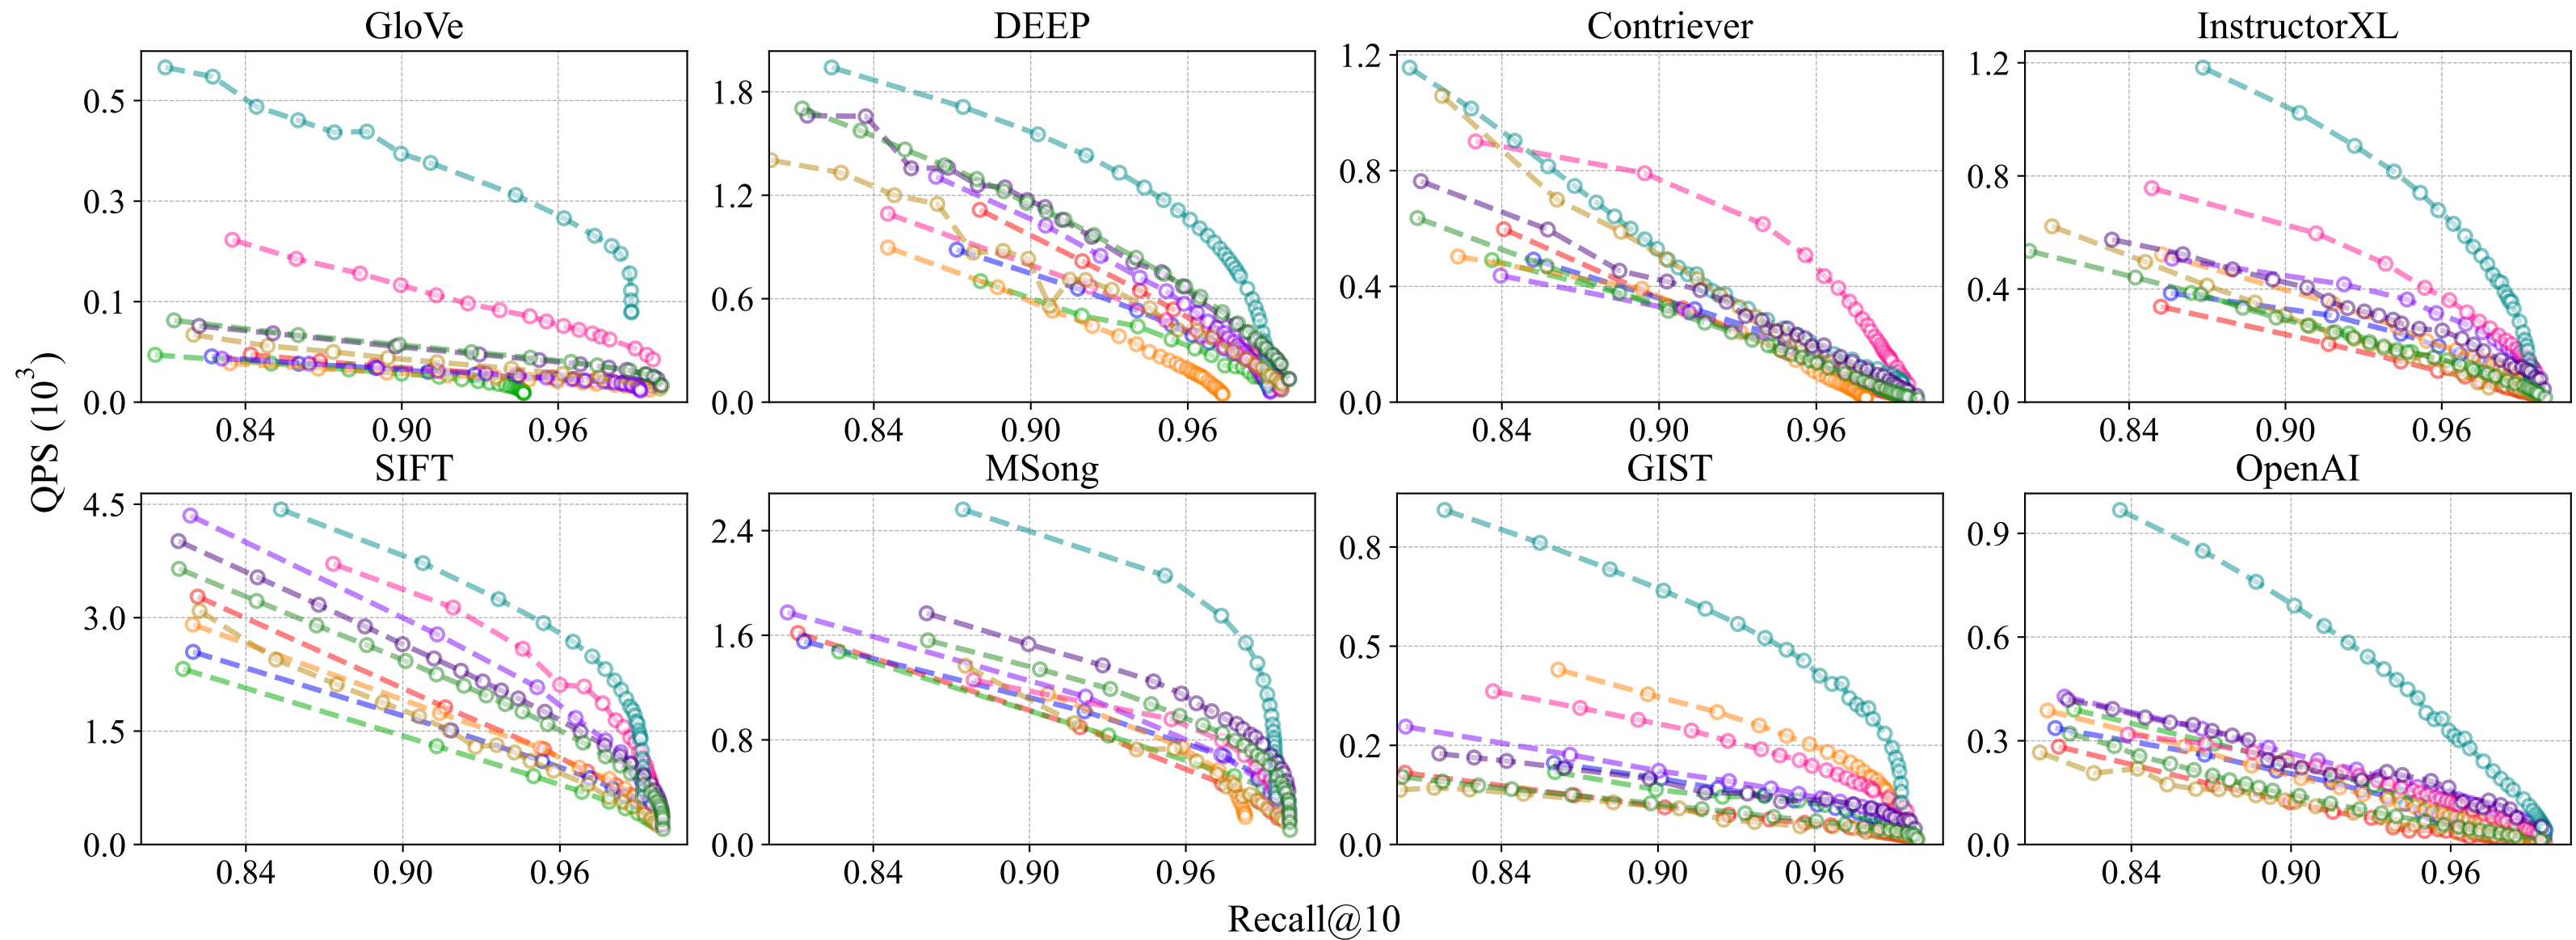 GloVe DEEP Contriever InstructorXL
0.5 1.8 1.2 1.2
0.3 1.2 0.8 0.8
0.1 0.6 0.4 0.4
0.0 0.0 0.0 0.0
0.84 0.90 0.96 0.84 0.90 0.96 0.84 0.90 0.96 0.84 0.90 0.96
QPS (10³)
SIFT MSong GIST OpenAI
4.5 2.4 0.8 0.9
3.0 1.6 0.5 0.6
1.5 0.8 0.2 0.3
0.0 0.0 0.0 0.0
0.84 0.90 0.96 0.84 0.90 0.96 0.84 0.90 0.96 0.84 0.90 0.96
Recall@10